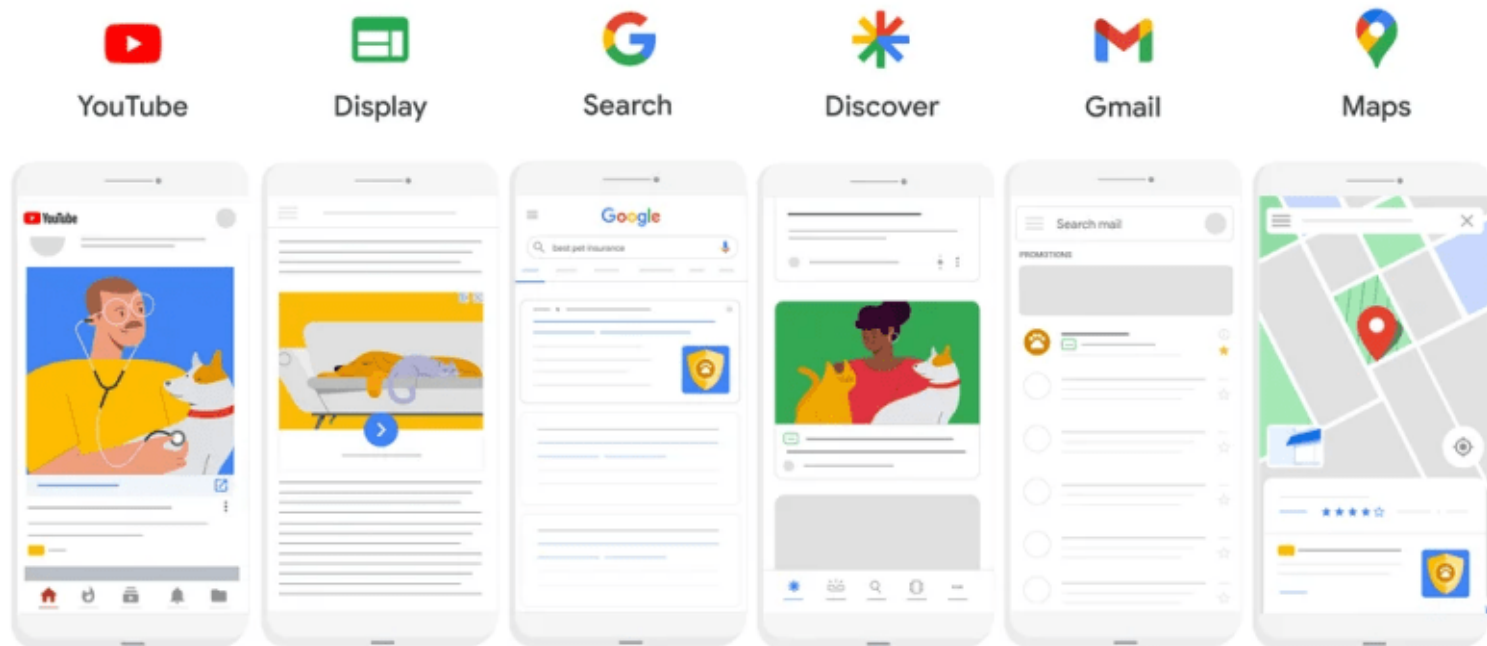 YouTube
Display
Search
Discover
Gmail
Maps
YouTube
Google
best pet insurance
Search mail
PROMOTIONS